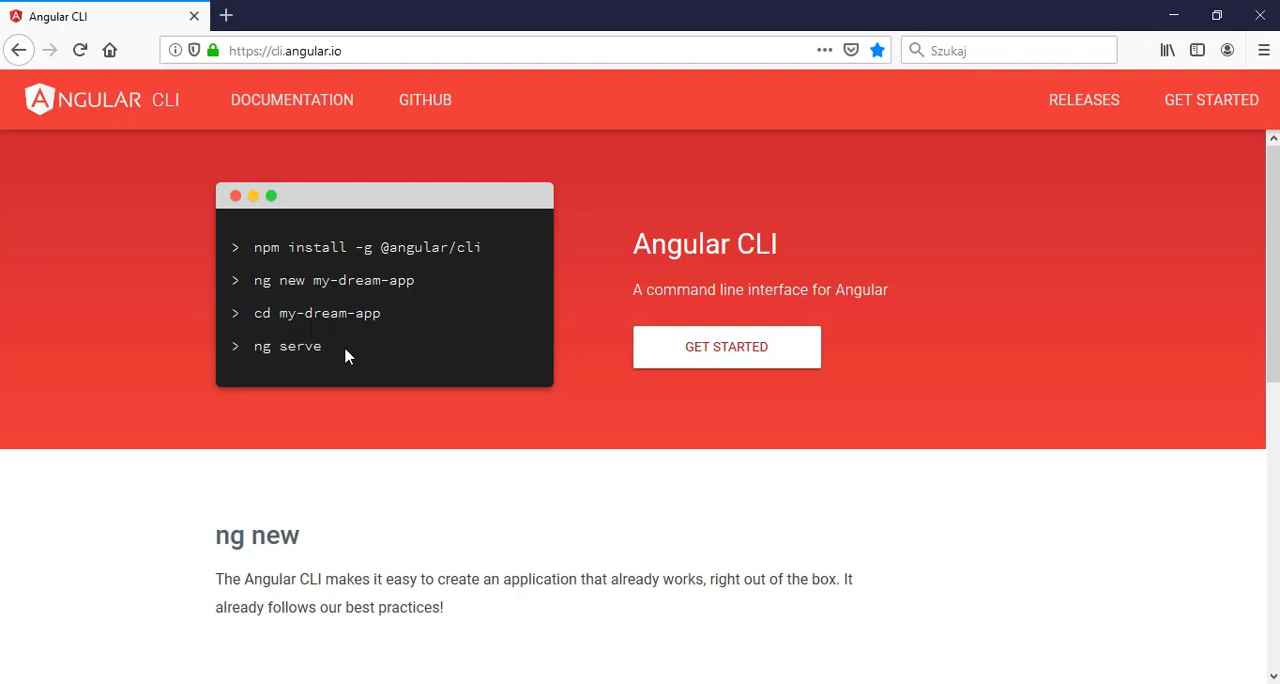 Angular CLI
https://cli.angular.io
Szukaj
ANGULAR CLI
DOCUMENTATION
GITHUB
RELEASES
GET STARTED
> npm install -g @angular/cli
> ng new my-dream-app
> cd my-dream-app
> ng serve
Angular CLI
A command line interface for Angular
GET STARTED
ng new
The Angular CLI makes it easy to create an application that already works, right out of the box. It
already follows our best practices!